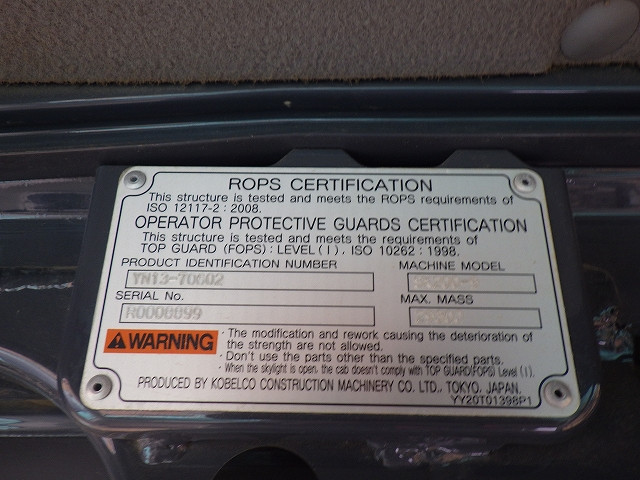 ROPS CERTIFICATION
This structure is tested and meets the ROPS requirements of
ISO 12117-2 : 2008.
OPERATOR PROTECTIVE GUARDS CERTIFICATION
This structure is tested and meets the requirements of
TOP GUARD (FOPS) : LEVEL (I). ISO 10262 : 1998.
PRODUCT IDENTIFICATION NUMBER
MACHINE MODEL
SERIAL No.
MAX. MASS
WARNING
· The modification and rework causing the deterioration of
the strength are not allowed.
· Don't use the parts other than the specified parts.
· When the skylight is open, the cab doesn't comply with TOP GUARD(FOPS) Level (I).
PRODUCED BY KOBELCO CONSTRUCTION MACHINERY CO. LTD., TOKYO, JAPAN.
YY20T01398P1